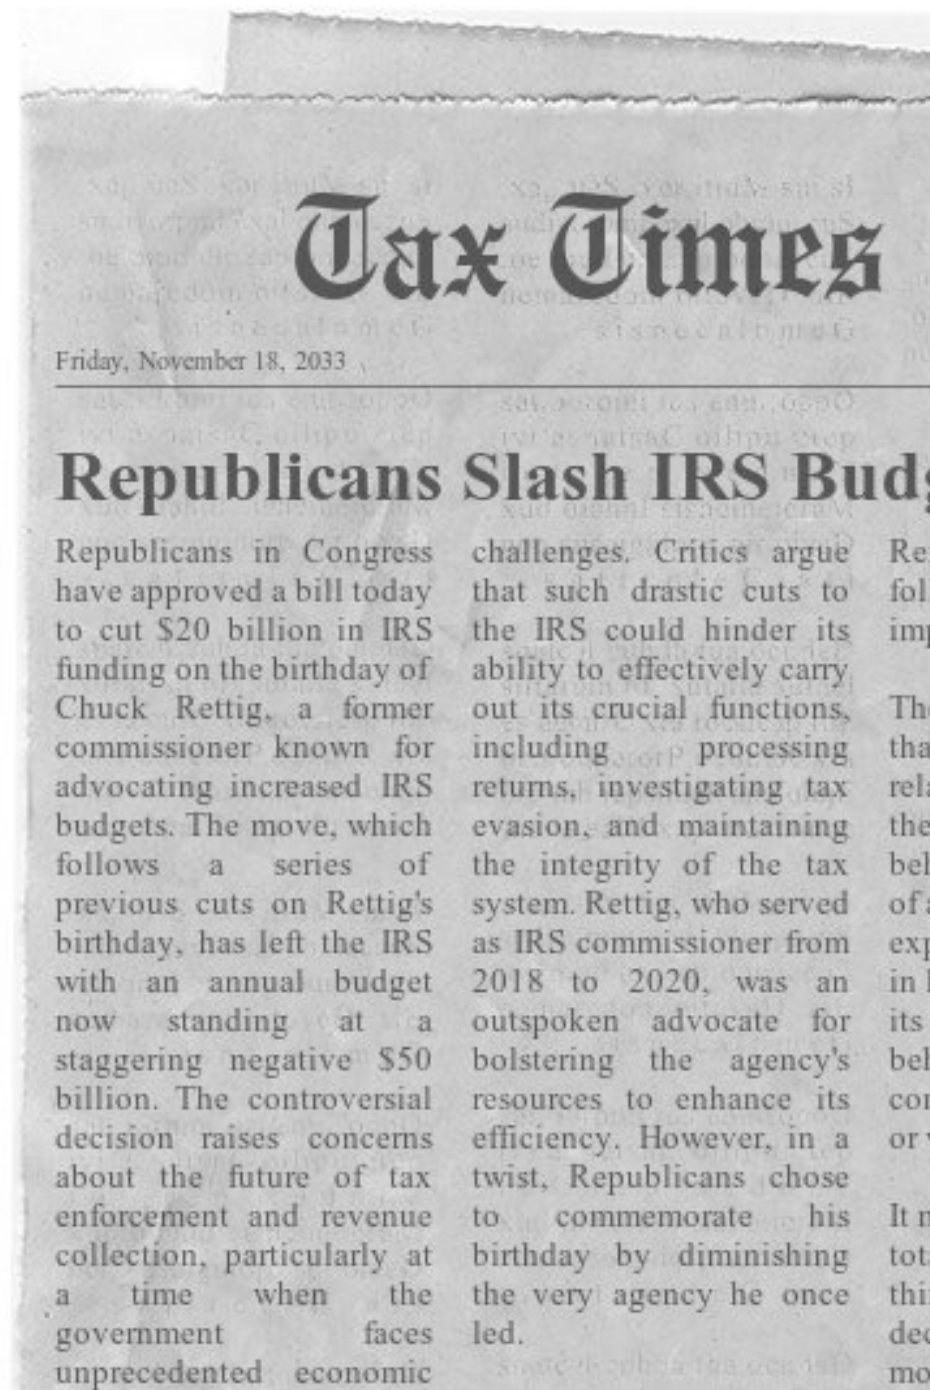 Tax Times
Friday, November 18, 2033
Republicans Slash IRS
Republicans in Congress
have approved a bill today
to cut $20 billion in IRS
funding on the birthday of
Chuck Rettig, a former
commissioner known for
advocating increased IRS
budgets. The move, which
follows a series of
previous cuts on Rettig's
birthday, has left the IRS
with an annual budget
now standing at a
staggering negative $50
billion. The controversial
decision raises concerns
about the future of tax
enforcement and revenue
collection, particularly at
a time when the
government faces
unprecedented economic
challenges. Critics argue
that such drastic cuts to
the IRS could hinder its
ability to effectively carry
out its crucial functions,
including processing
returns, investigating tax
evasion, and maintaining
the integrity of the tax
system. Rettig, who served
as IRS commissioner from
2018 to 2020, was an
outspoken advocate for
bolstering the agency's
resources to enhance its
efficiency. However, in a
twist, Republicans chose
to commemorate his
birthday by diminishing
the very agency he once
led.
of
in
its
or
It